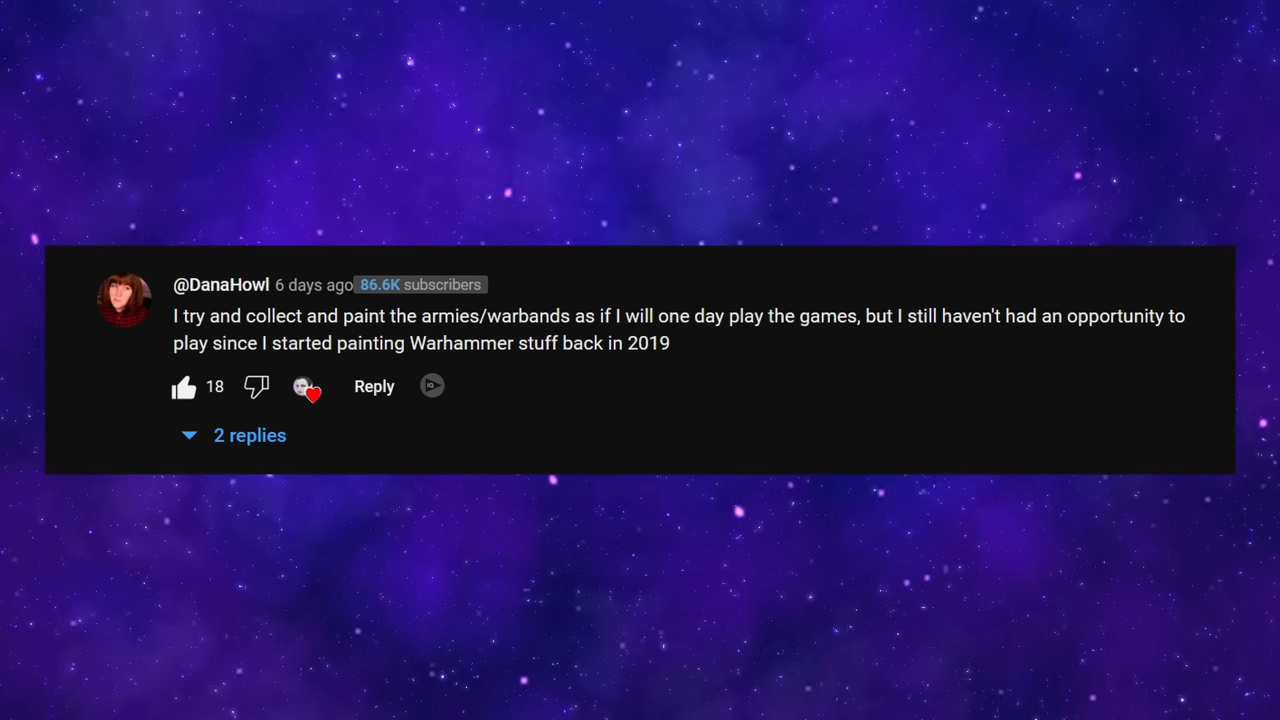 @DanaHowl 6 days ago 86.6K subscribers
I try and collect and paint the armies/warbands as if I will one day play the games, but I still haven't had an opportunity to
play since I started painting Warhammer stuff back in 2019
18 Reply IQ
2 replies